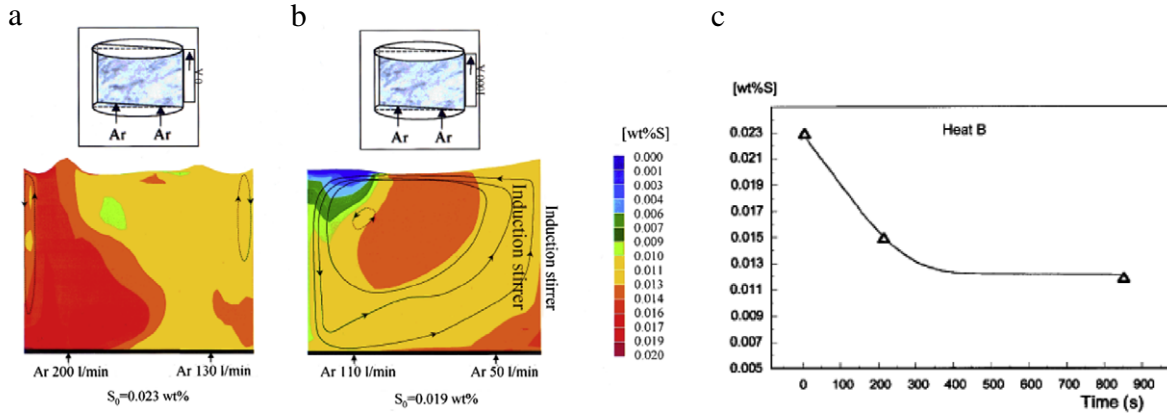 a
0 A
Ar Ar
Ar 200 l/min Ar 130 l/min
S₀=0.023 wt%
b
1000 A
Ar Ar
Induction stirrer
Induction stirrer
Ar 110 l/min Ar 50 l/min
S₀=0.019 wt%
[wt%S]
0.000
0.001
0.003
0.004
0.006
0.007
0.009
0.010
0.011
0.013
0.014
0.016
0.017
0.019
0.020
c
[wt%S]
Heat B
0.023
0.021
0.019
0.017
0.015
0.013
0.011
0.009
0.007
0.005
0 100 200 300 400 500 600 700 800 900
Time (s)